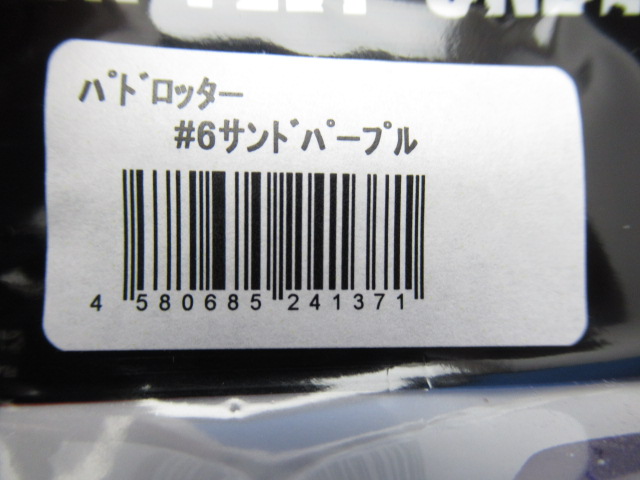 ﾊﾟﾄﾞﾛｯﾀｰ
#6ｻﾝﾄﾞﾊﾟｰﾌﾟﾙ
4 580685 241371